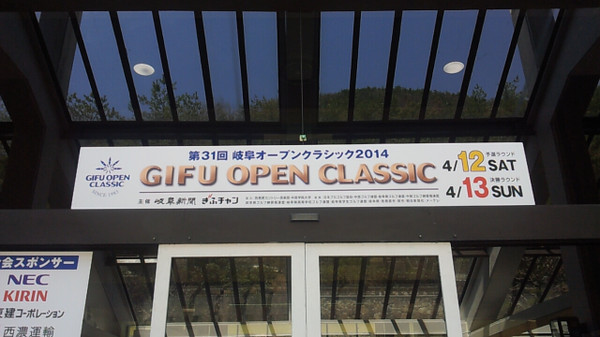 第31回 岐阜オープンクラシック2014
GIFU OPEN CLASSIC
GIFU OPEN
CLASSIC
4/12 SAT 予選ラウンド
4/13 SUN 決勝ラウンド
主催 岐阜新聞 ぎふチャン
会スポンサー
NEC
KIRIN
建コーポレーション
西濃運輸